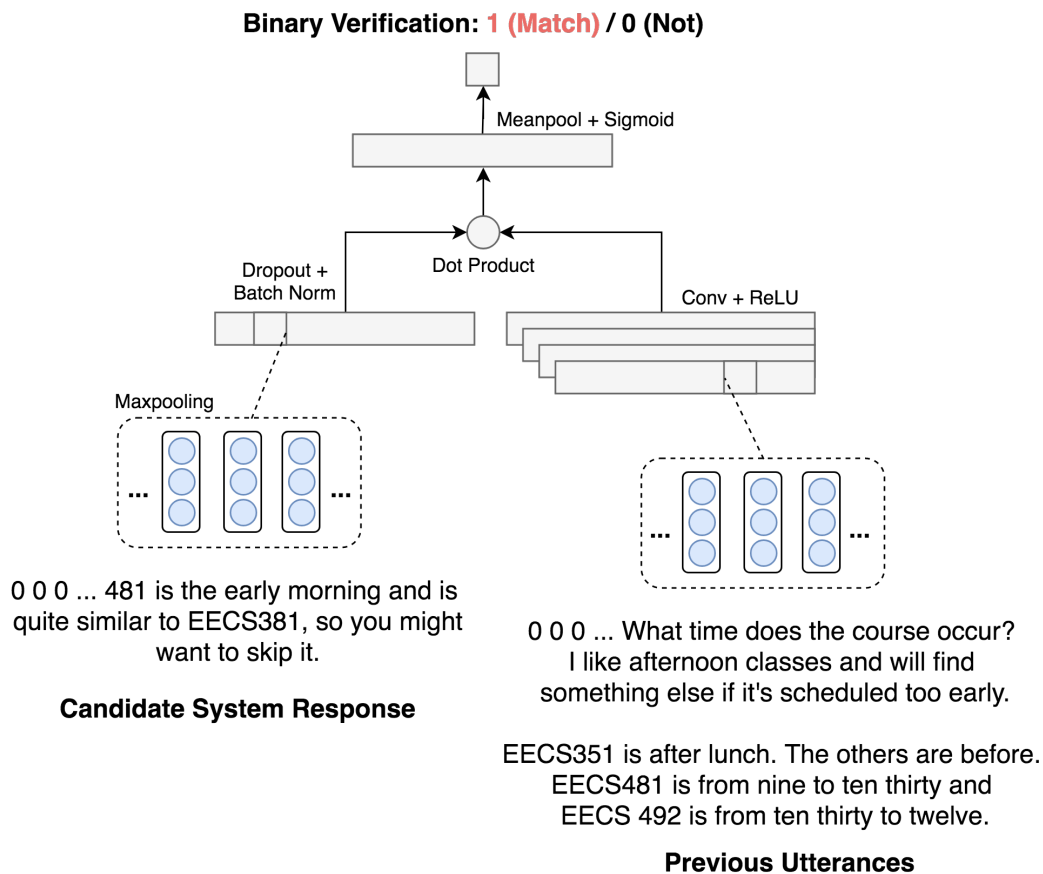 Binary Verification: 1 (Match) / 0 (Not)
Meanpool + Sigmoid
Dot Product
Dropout +
Batch Norm
Conv + ReLU
Maxpooling
...
...
...
...
0 0 0 ... 481 is the early morning and is
quite similar to EECS381, so you might
want to skip it.
Candidate System Response
0 0 0 ... What time does the course occur?
I like afternoon classes and will find
something else if it's scheduled too early.
EECS351 is after lunch. The others are before.
EECS481 is from nine to ten thirty and
EECS 492 is from ten thirty to twelve.
Previous Utterances